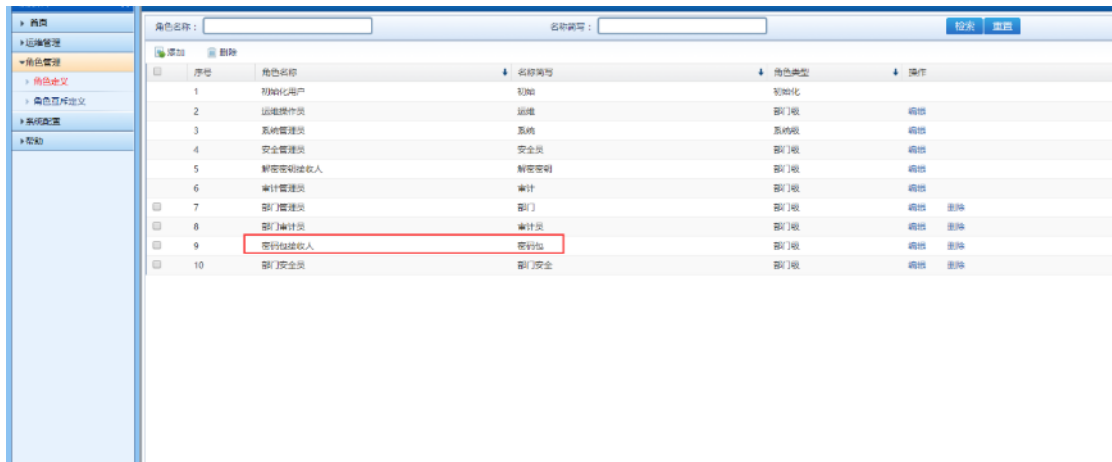 首页
运维管理
角色管理
角色定义
角色互斥定义
系统配置
帮助
角色名称： 名称简写： 检索 重置
添加 删除
序号 角色名称 名称简写 角色类型 操作
1 初始化用户 初始 初始化
2 运维操作员 运维 部门级 编辑
3 系统管理员 系统 系统级 编辑
4 安全管理员 安全员 部门级 编辑
5 解密密钥接收人 解密密钥 部门级 编辑
6 审计管理员 审计 部门级 编辑
7 部门管理员 部门 部门级 编辑 删除
8 部门审计员 审计员 部门级 编辑 删除
9 密码包接收人 密码包 部门级 编辑 删除
10 部门安全员 部门安全 部门级 编辑 删除